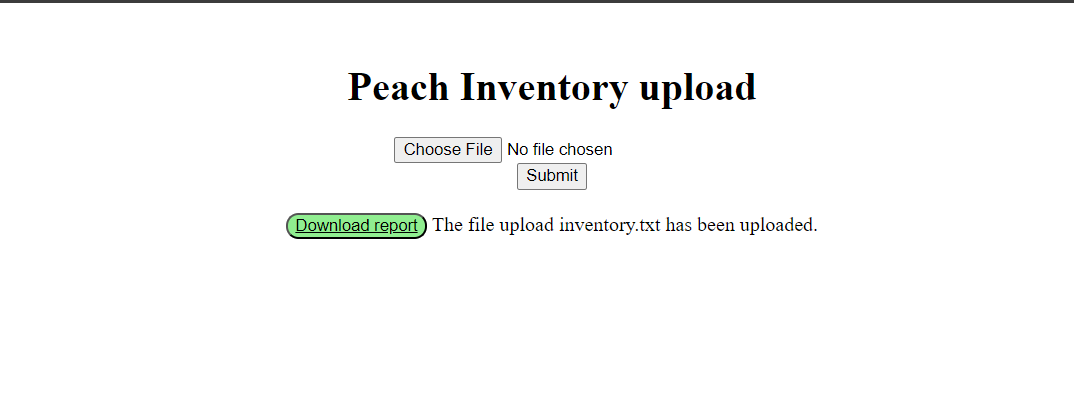 Peach Inventory upload
Choose File No file chosen
Submit
Download report The file upload inventory.txt has been uploaded.